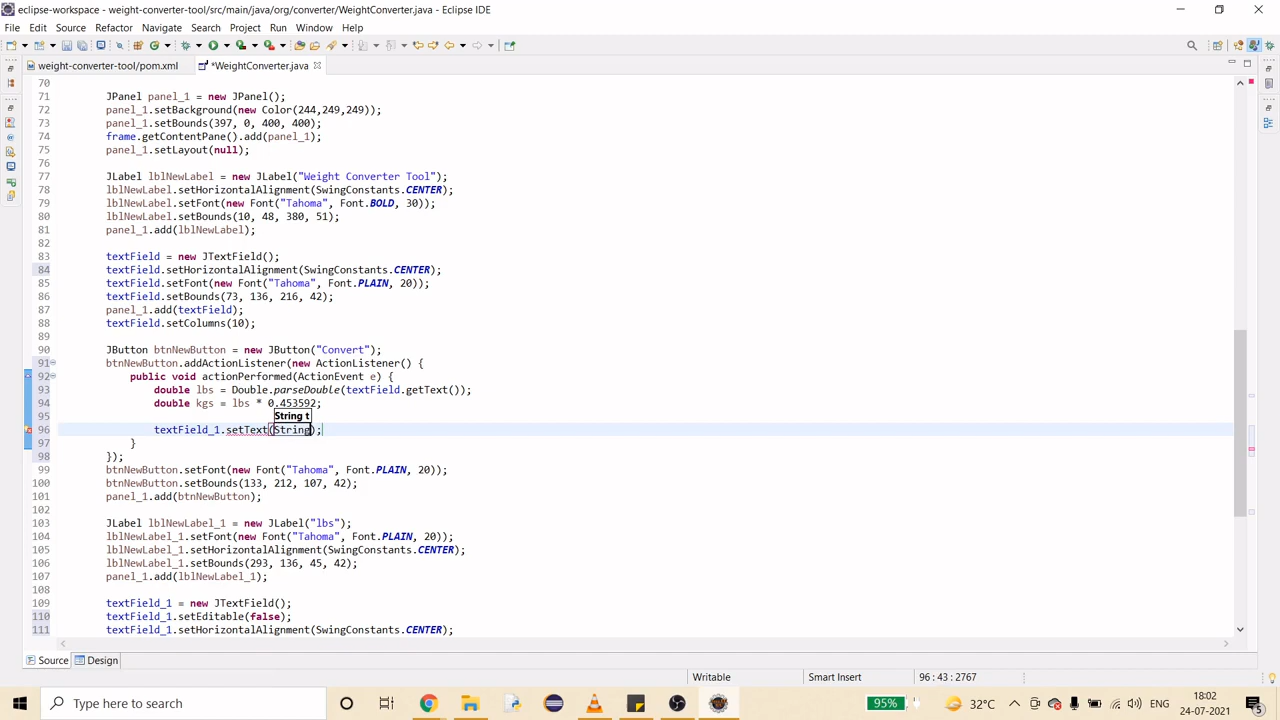 eclipse-workspace - weight-converter-tool/src/main/java/org/converter/WeightConverter.java - Eclipse IDE
File Edit Source Refactor Navigate Search Project Run Window Help
weight-converter-tool/pom.xml *WeightConverter.java
70
71 JPanel panel_1 = new JPanel();
72 panel_1.setBackground(new Color(244,249,249));
73 panel_1.setBounds(397, 0, 400, 400);
74 frame.getContentPane().add(panel_1);
75 panel_1.setLayout(null);
76
77 JLabel lblNewLabel = new JLabel("Weight Converter Tool");
78 lblNewLabel.setHorizontalAlignment(SwingConstants.CENTER);
79 lblNewLabel.setFont(new Font("Tahoma", Font.BOLD, 30));
80 lblNewLabel.setBounds(10, 48, 380, 51);
81 panel_1.add(lblNewLabel);
82
83 textField = new JTextField();
84 textField.setHorizontalAlignment(SwingConstants.CENTER);
85 textField.setFont(new Font("Tahoma", Font.PLAIN, 20));
86 textField.setBounds(73, 136, 216, 42);
87 panel_1.add(textField);
88 textField.setColumns(10);
89
90 JButton btnNewButton = new JButton("Convert");
91 btnNewButton.addActionListener(new ActionListener() {
92 public void actionPerformed(ActionEvent e) {
93 double lbs = Double.parseDouble(textField.getText());
94 double kgs = lbs * 0.453592;
95 String t
96 textField_1.setText(String);
97 }
98 });
99 btnNewButton.setFont(new Font("Tahoma", Font.PLAIN, 20));
100 btnNewButton.setBounds(133, 212, 107, 42);
101 panel_1.add(btnNewButton);
102
103 JLabel lblNewLabel_1 = new JLabel("lbs");
104 lblNewLabel_1.setFont(new Font("Tahoma", Font.PLAIN, 20));
105 lblNewLabel_1.setHorizontalAlignment(SwingConstants.CENTER);
106 lblNewLabel_1.setBounds(293, 136, 45, 42);
107 panel_1.add(lblNewLabel_1);
108
109 textField_1 = new JTextField();
110 textField_1.setEditable(false);
111 textField_1.setHorizontalAlignment(SwingConstants.CENTER);
Source Design
Writable Smart Insert 96 : 43 : 2767
Type here to search 95% 32°C 18:02
24-07-2021 5